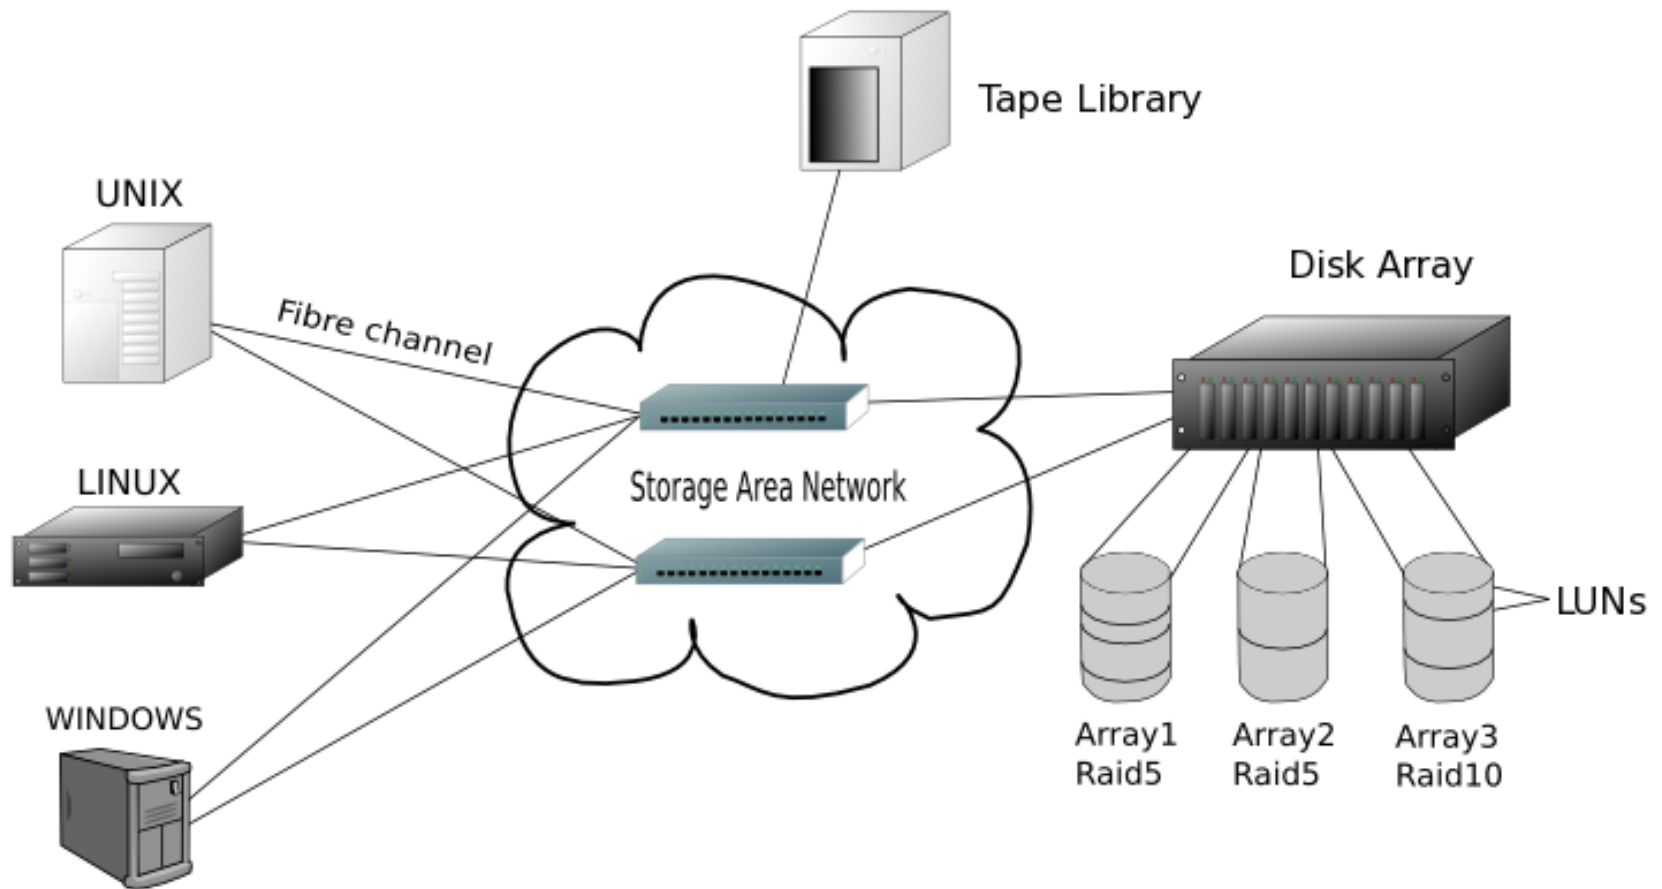 Tape Library
UNIX
Fibre channel
Disk Array
LINUX
Storage Area Network
LUNs
WINDOWS
Array1
Raid5
Array2
Raid5
Array3
Raid10